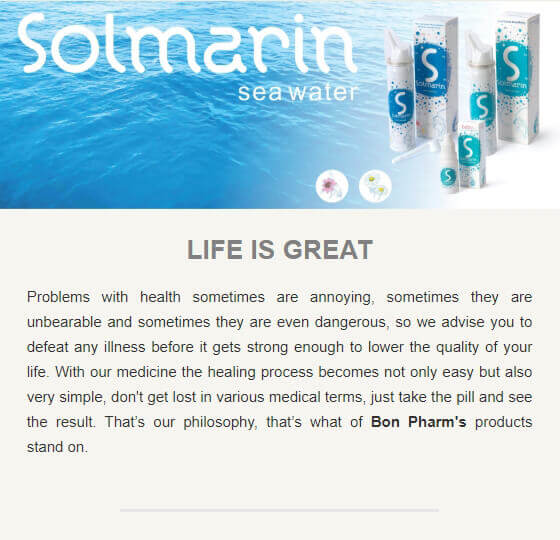 Solmarin
sea water
S
Solmarin
S
Solmarin
S
S
LIFE IS GREAT
Problems with health sometimes are annoying, sometimes they are
unbearable and sometimes they are even dangerous, so we advise you to
defeat any illness before it gets strong enough to lower the quality of your
life. With our medicine the healing process becomes not only easy but also
very simple, don't get lost in various medical terms, just take the pill and see
the result. That’s our philosophy, that’s what of Bon Pharm's products
stand on.